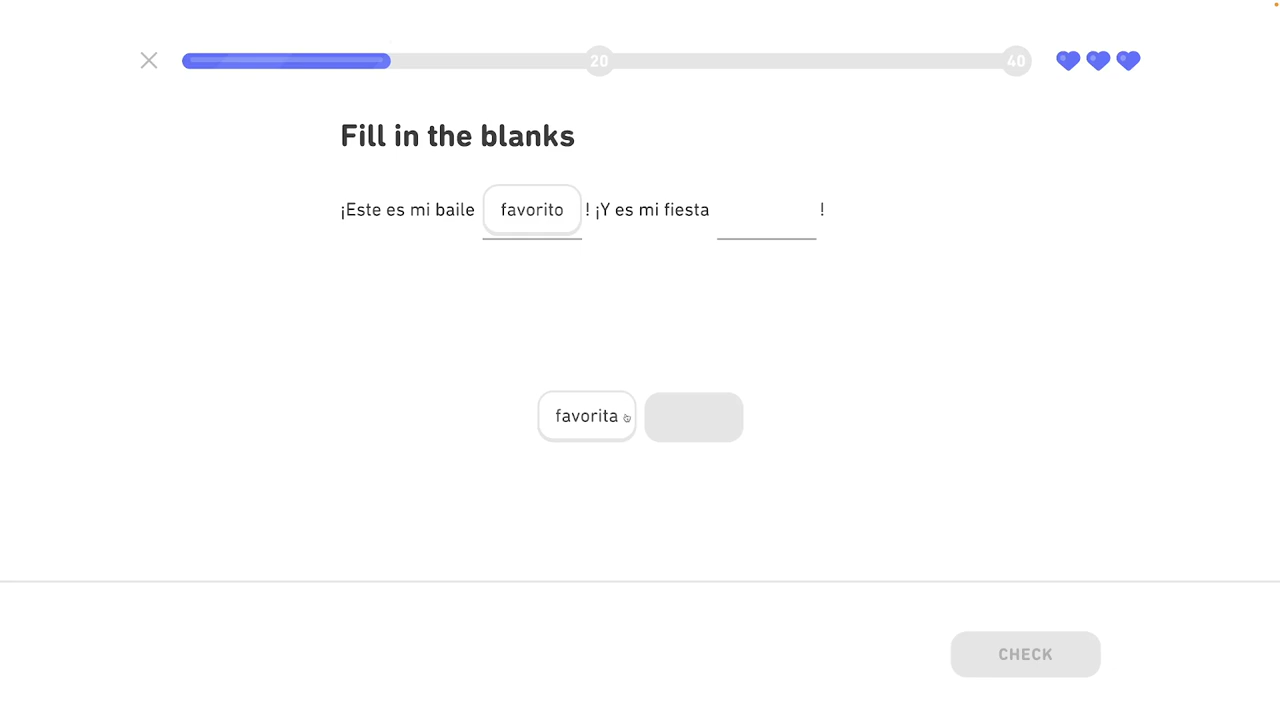 20
40
Fill in the blanks
¡Este es mi baile favorito ! ¡Y es mi fiesta !
favorita
CHECK